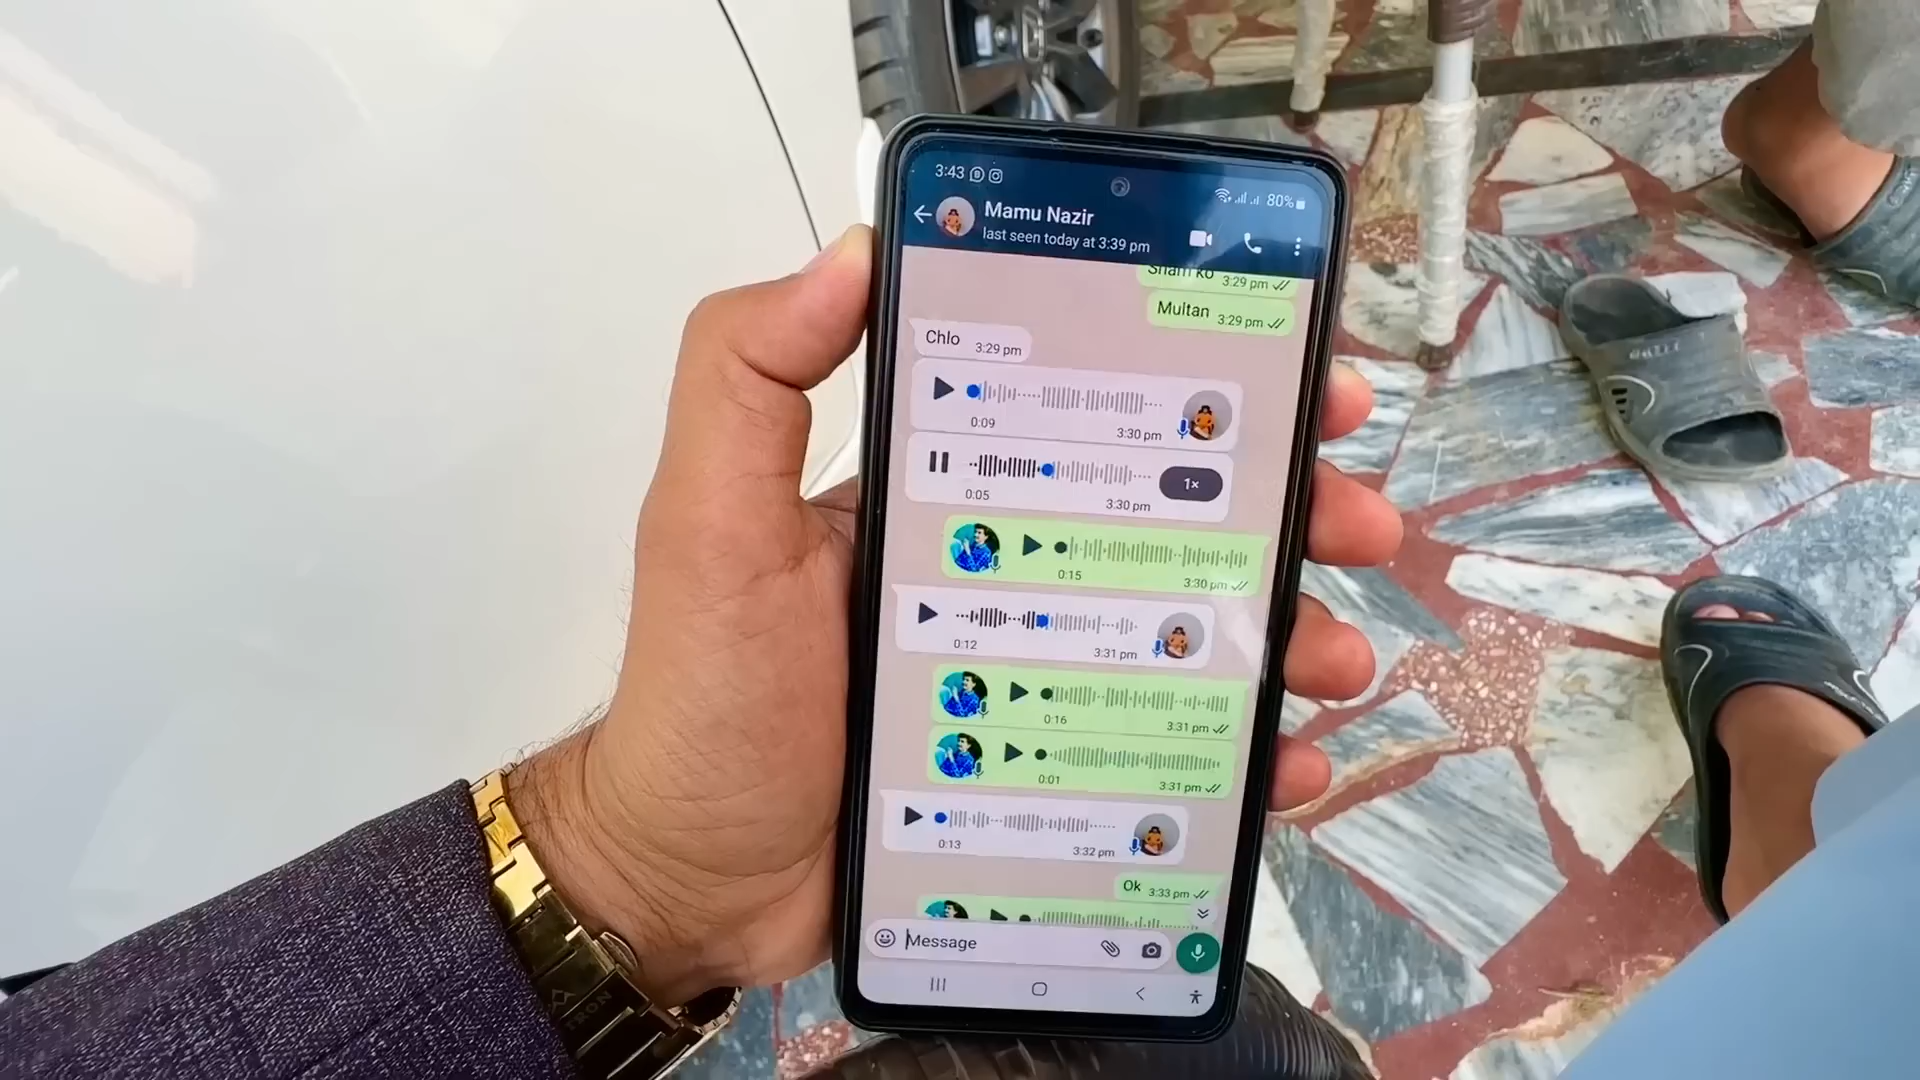 3:43
80%
Mamu Nazir
last seen today at 3:39 pm
Sham ko 3:29 pm
Multan 3:29 pm
Chlo 3:29 pm
0:09 3:30 pm
1×
0:05 3:30 pm
0:15 3:30 pm
0:12 3:31 pm
0:16 3:31 pm
0:01 3:31 pm
0:13 3:32 pm
Ok 3:33 pm
Message
TRON